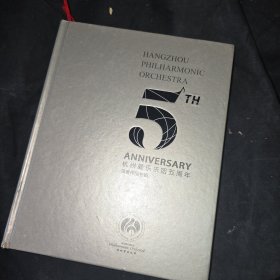 HANGZHOU
PHILHARMONIC
ORCHESTRA
5TH
ANNIVERSARY
杭州爱乐乐团五周年